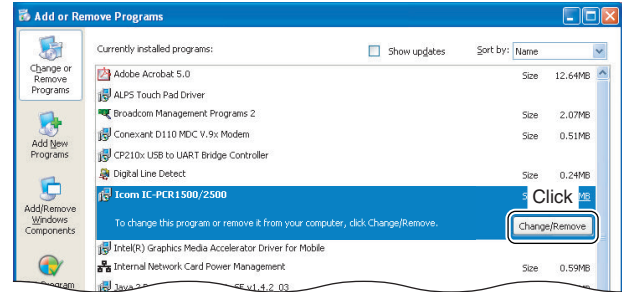 Add or Remove Programs
Currently installed programs:
Show updates
Sort by: Name
Change or
Remove
Programs
Adobe Acrobat 5.0 Size 12.64MB
ALPS Touch Pad Driver
Broadcom Management Programs 2 Size 2.07MB
Add New
Programs
Conexant D110 MDC V.9x Modem Size 0.51MB
CP210x USB to UART Bridge Controller
Digital Line Detect Size 0.24MB
Add/Remove
Windows
Components
Icom IC-PCR1500/2500
Click
MB
To change this program or remove it from your computer, click Change/Remove.
Change/Remove
Intel(R) Graphics Media Accelerator Driver for Mobile
Internal Network Card Power Management Size 0.59MB
v1.4.2_03